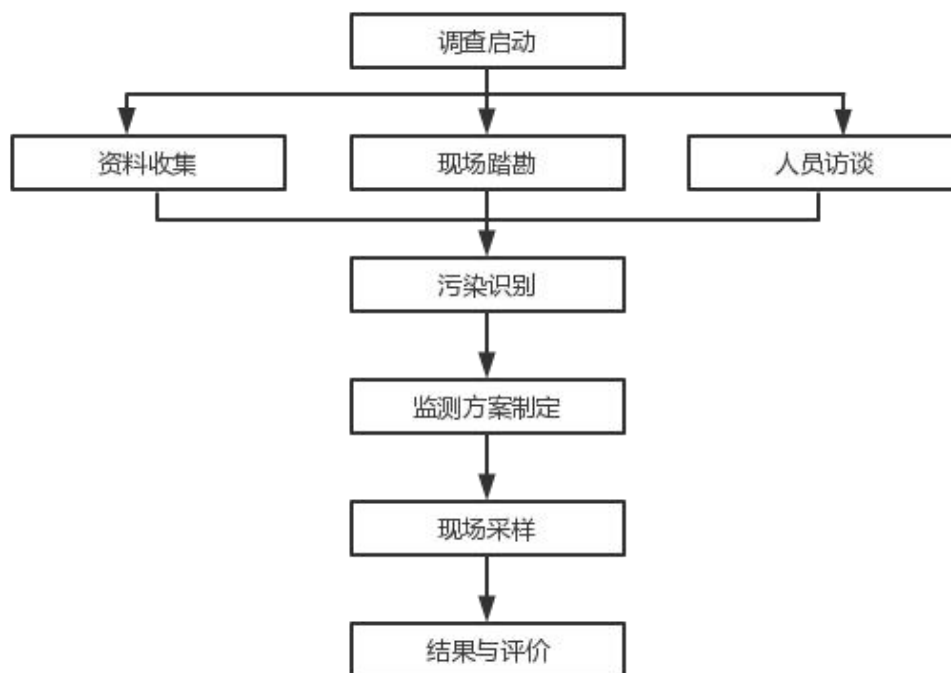 调查启动
资料收集
现场踏勘
人员访谈
污染识别
监测方案制定
现场采样
结果与评价